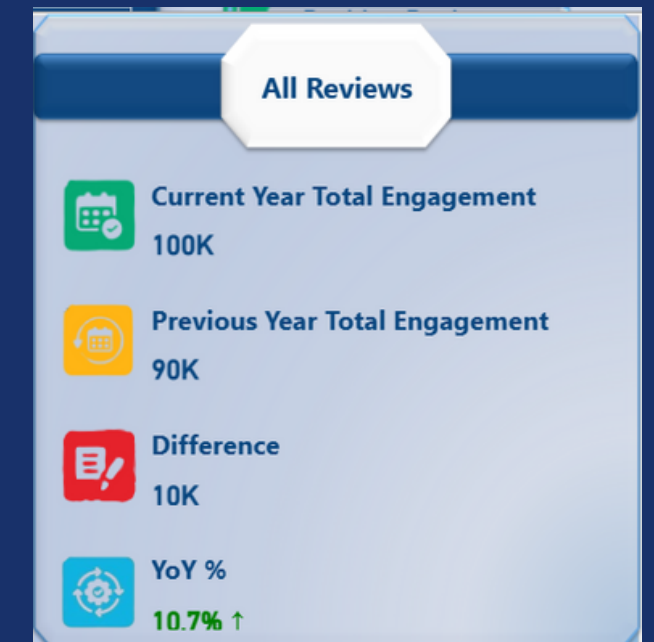 All Reviews
Current Year Total Engagement
100K
Previous Year Total Engagement
90K
Difference
10K
YoY %
10.7% ↑